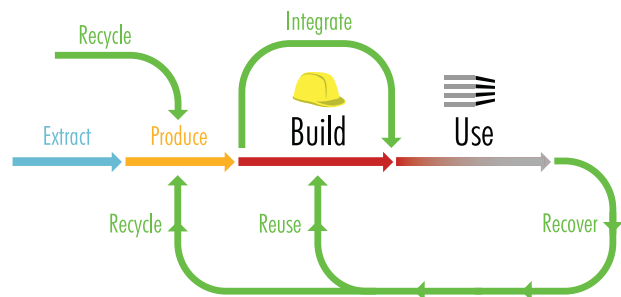 Recycle
Integrate
Extract
Produce
Build
Use
Recycle
Reuse
Recover